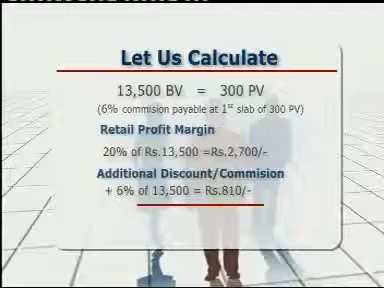 Let Us Calculate
13,500 BV = 300 PV
(6% commision payable at 1st slab of 300 PV)
Retail Profit Margin
20% of Rs.13,500 =Rs.2,700/-
Additional Discount/Commision
+ 6% of 13,500 = Rs.810/-